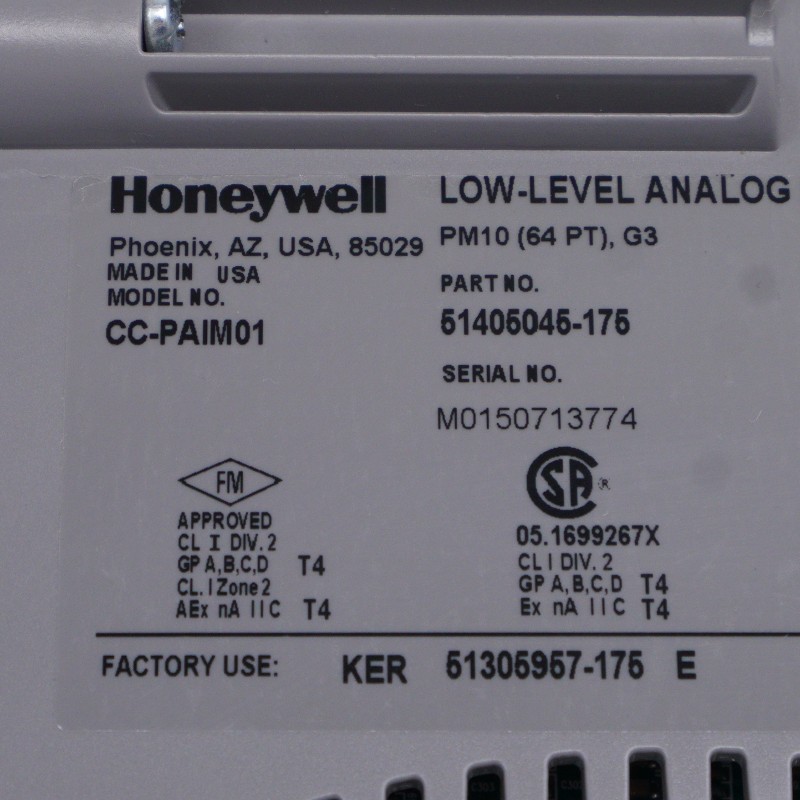 Honeywell
Phoenix, AZ, USA, 85029
MADE IN USA
MODEL NO.
CC-PAIM01
LOW-LEVEL ANALOG
PM10 (64 PT), G3
PART NO.
51405045-175
SERIAL NO.
M0150713774
FM
APPROVED
CL I DIV. 2
GP A,B,C,D T4
CL. I Zone 2
AEx nA IIC T4
SA ®
05.1699267X
CL I DIV. 2
GP A,B,C,D T4
Ex nA IIC T4
FACTORY USE: KER 51305957-175 E